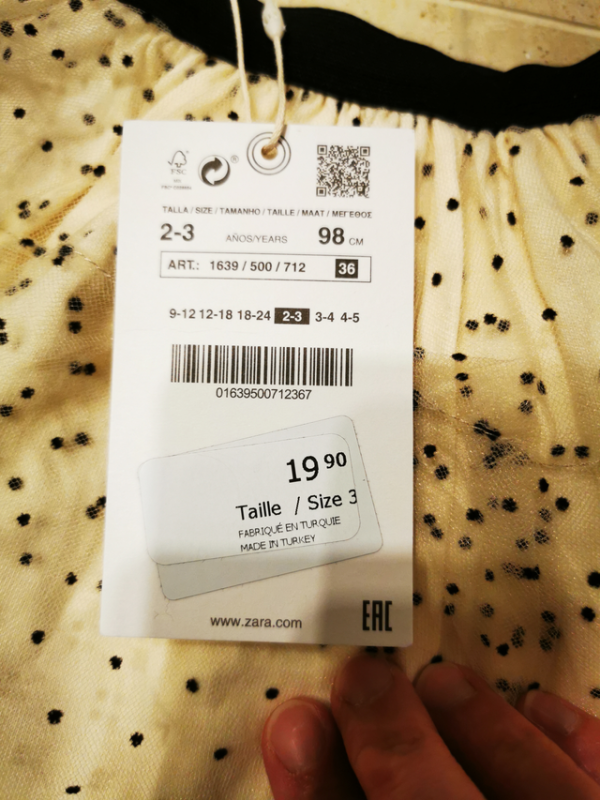 FSC
TALLA / SIZE / TAMANHO / TAILLE / MAAT / ΜΕΓΕΘΟΣ
2-3 AÑOS/YEARS 98 CM
ART.: 1639 / 500 / 712 36
9-12 12-18 18-24 2-3 3-4 4-5
01639500712367
19 90
Taille / Size 3
FABRIQUÉ EN TURQUIE
MADE IN TURKEY
www.zara.com EAC